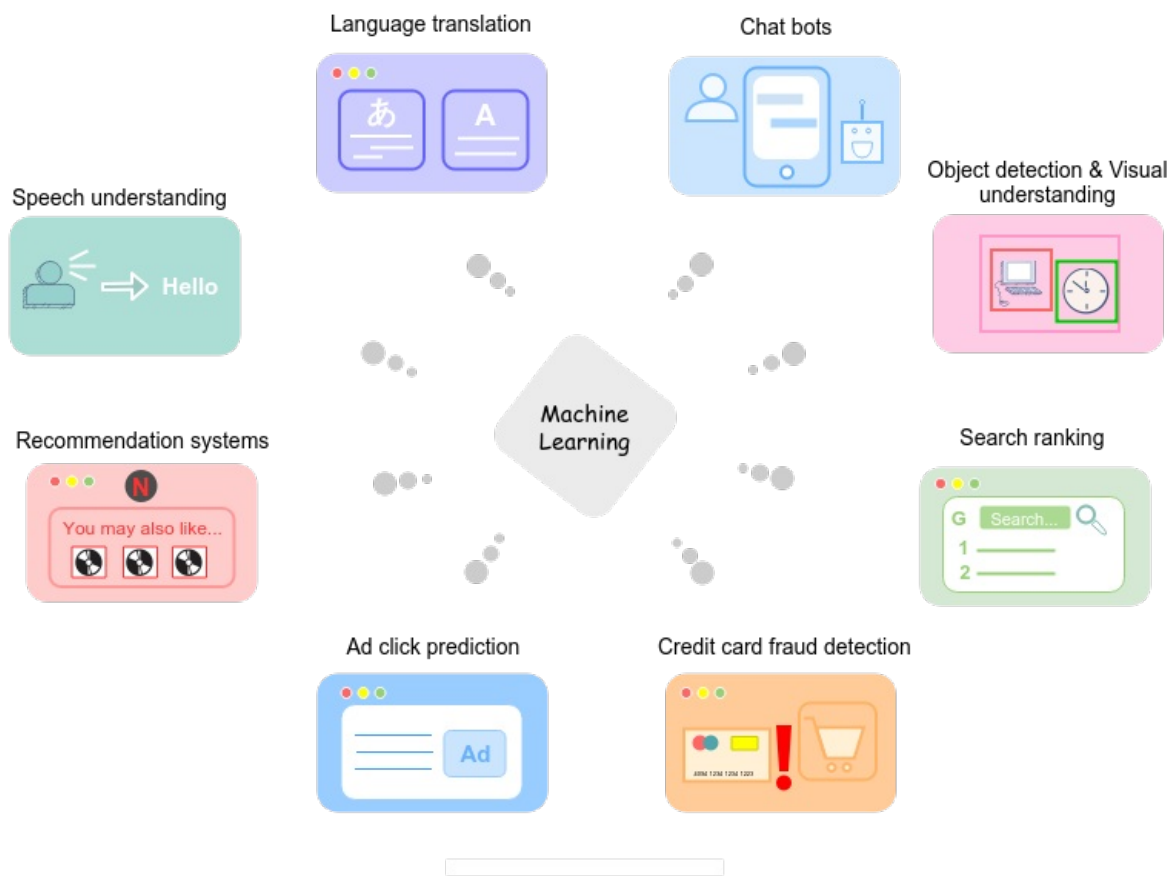 Language translation
Chat bots
あ
A
Object detection & Visual
understanding
Speech understanding
Hello
Machine
Learning
Recommendation systems
N
You may also like...
Search ranking
G
Search...
1
2
Ad click prediction
Ad
Credit card fraud detection
!